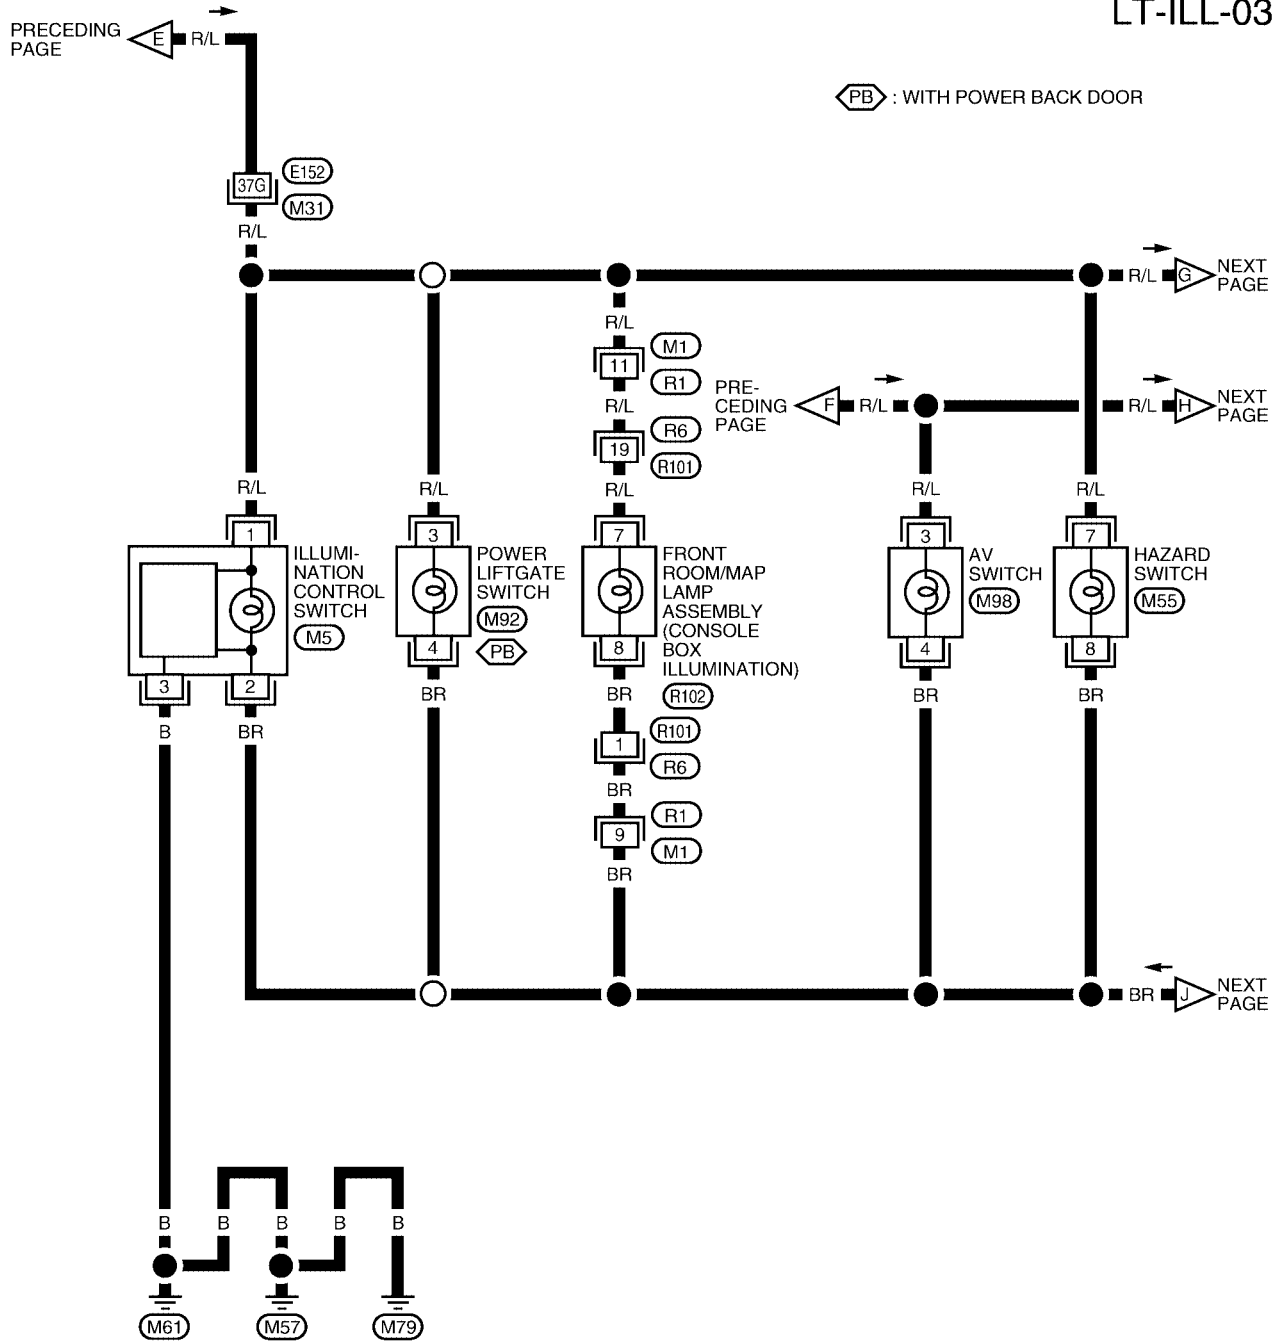 LT-ILL-03
PRECEDING
PAGE
E
R/L
PB : WITH POWER BACK DOOR
37G
E152
M31
R/L
R/L
G
NEXT
PAGE
R/L
11
M1
R1
R/L
19
R6
R101
R/L
PRE-
CEDING
PAGE
F
R/L
R/L
H
NEXT
PAGE
R/L
R/L
R/L
R/L
1
ILLUMI-
NATION
CONTROL
SWITCH
M5
3
2
B
BR
3
POWER
LIFTGATE
SWITCH
M92
PB
4
BR
7
FRONT
ROOM/MAP
LAMP
ASSEMBLY
(CONSOLE
BOX
ILLUMINATION)
R102
8
BR
1
R101
R6
BR
9
R1
M1
BR
3
AV
SWITCH
M98
4
BR
7
HAZARD
SWITCH
M55
8
BR
BR
J
NEXT
PAGE
B
B
B
B
B
M61
M57
M79